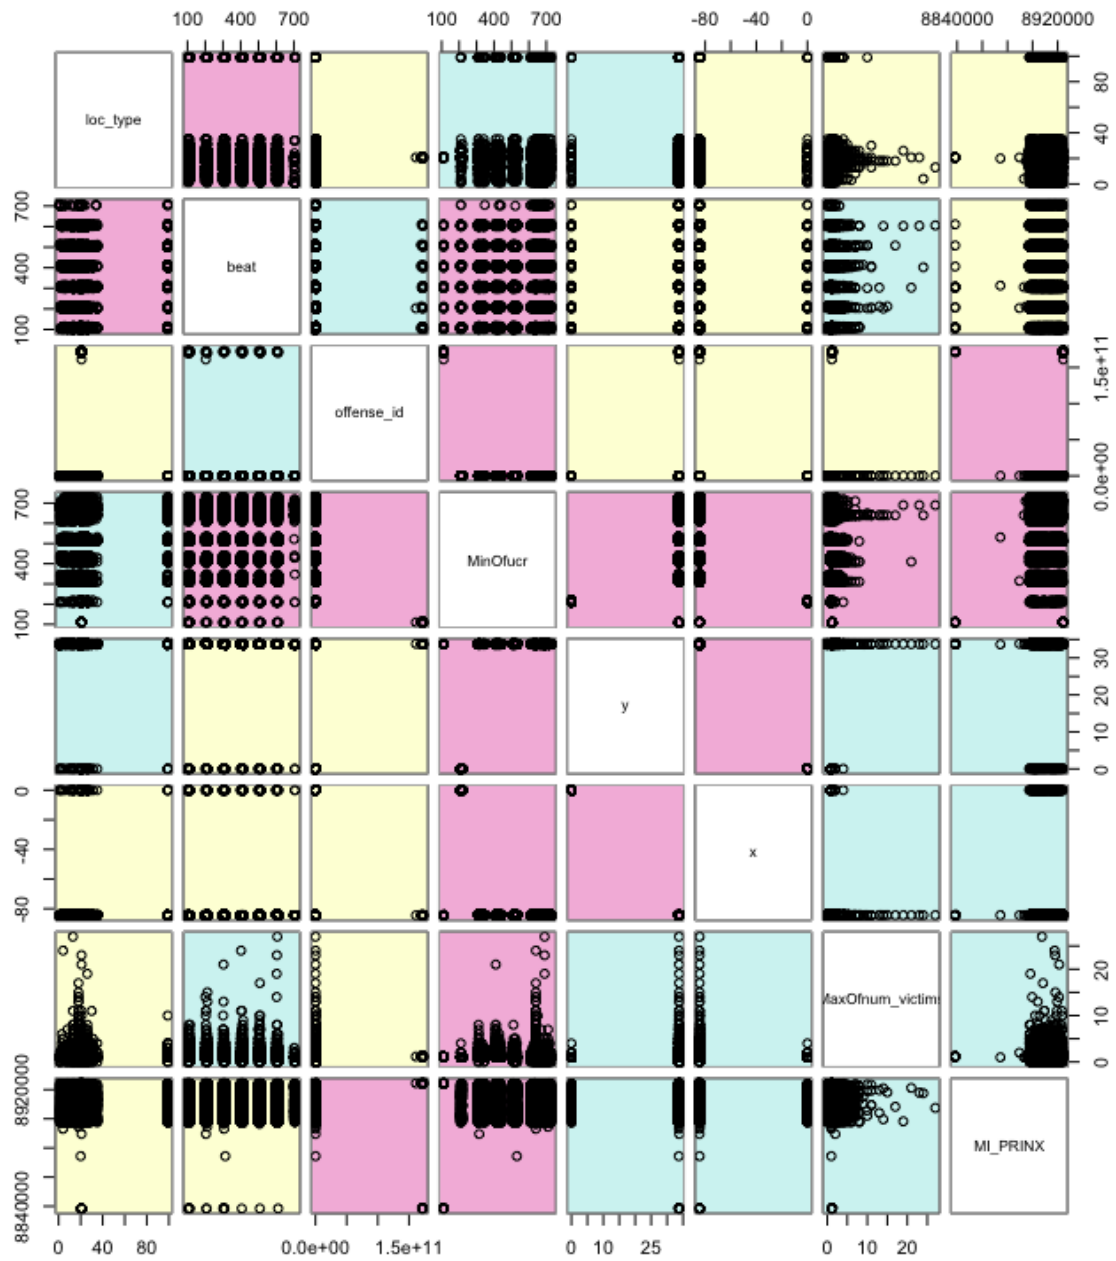 100 400 700 100 400 700 -80 -40 0 8840000 8920000
loc_type
0 40 80
beat
100 400 700
offense_id
0.0e+00 1.5e+11
MinOfucr
100 400 700
y
0 10 20 30
x
-80 -40 0
MaxOfnum_victims
0 10 20
MI_PRINX
8840000 8920000
0 40 80 0.0e+00 1.5e+11 0 10 25 0 10 20